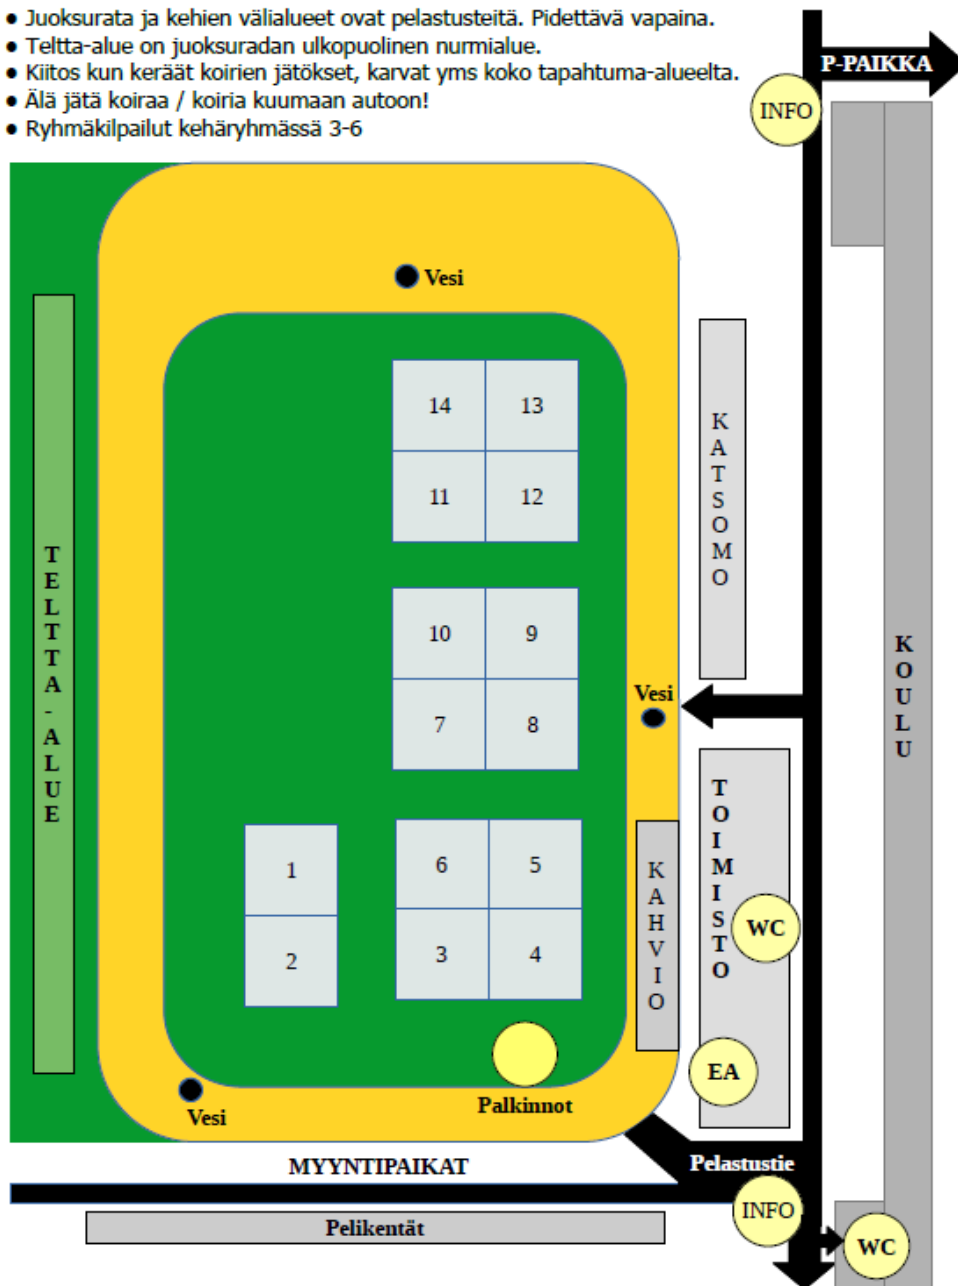 • Juoksurata ja kehien välialueet ovat pelastusteitä. Pidettävä vapaina.
• Teltta-alue on juoksuradan ulkopuolinen nurmialue.
• Kiitos kun keräät koirien jätökset, karvat yms koko tapahtuma-alueelta.
• Älä jätä koiraa / koiria kuumaan autoon!
• Ryhmäkilpailut kehäryhmässä 3-6
P-PAIKKA
INFO
Vesi
14 13
11 12
KATSOMO
TELTTA-ALUE
10 9
7 8
Vesi
KOULU
1
2
6 5
3 4
KAHVIO
TOIMISTO
WC
EA
Palkinnot
Vesi
MYYNTIPAIKAT
Pelastustie
INFO
Pelikentät
WC